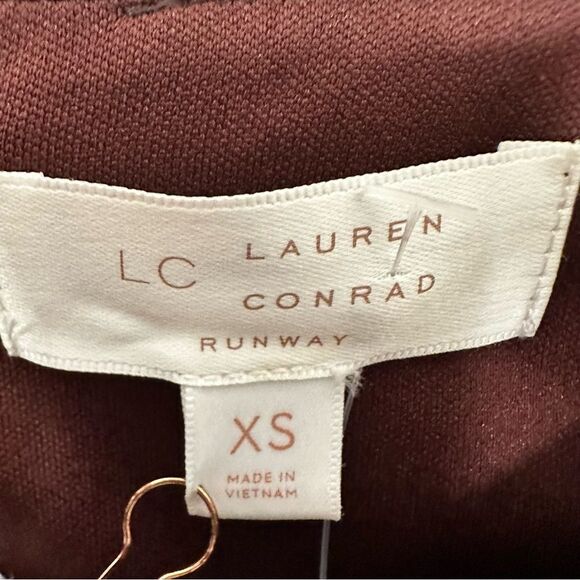 LC LAUREN
CONRAD
RUNWAY
XS
MADE IN
VIETNAM